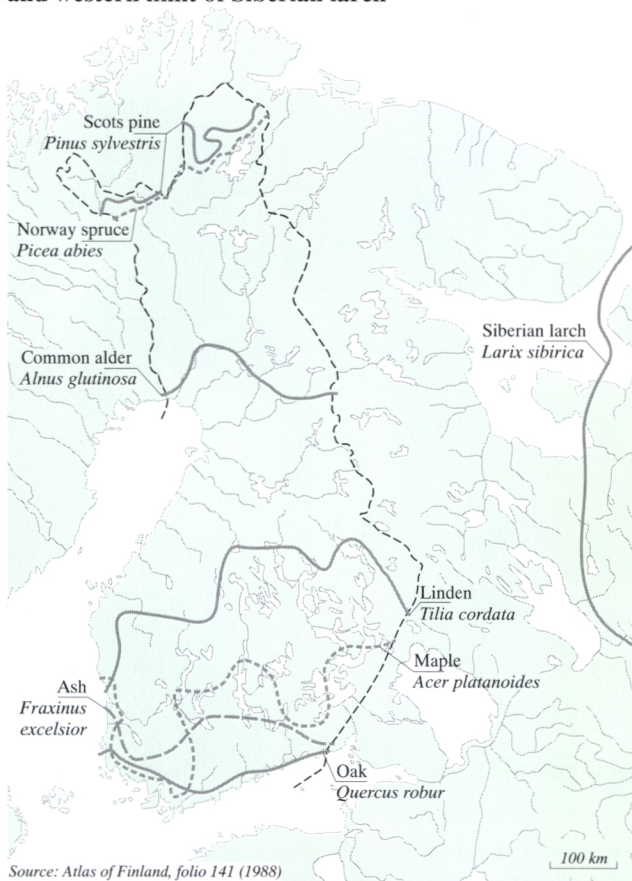 and western limit of Siberian larch
Scots pine
Pinus sylvestris
Norway spruce
Picea abies
Siberian larch
Larix sibirica
Common alder
Alnus glutinosa
Linden
Tilia cordata
Maple
Acer platanoides
Ash
Fraxinus
excelsior
Oak
Quercus robur
100 km
Source: Atlas of Finland, folio 141 (1988)